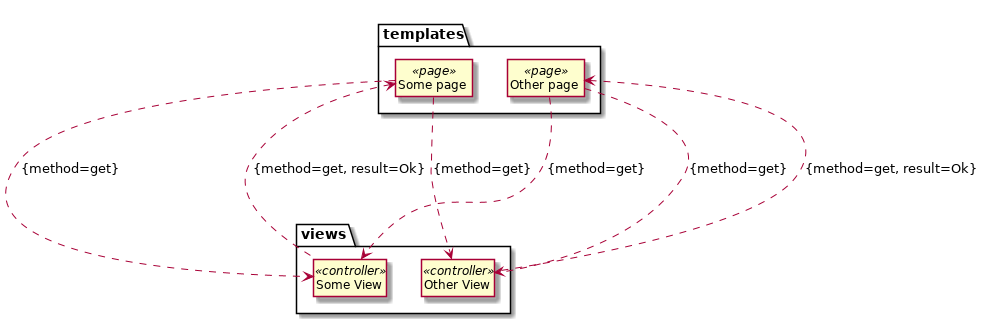 templates
«page»
Some page
«page»
Other page
{method=get}
{method=get, result=Ok}
{method=get}
{method=get}
{method=get}
{method=get, result=Ok}
views
«controller»
Some View
«controller»
Other View